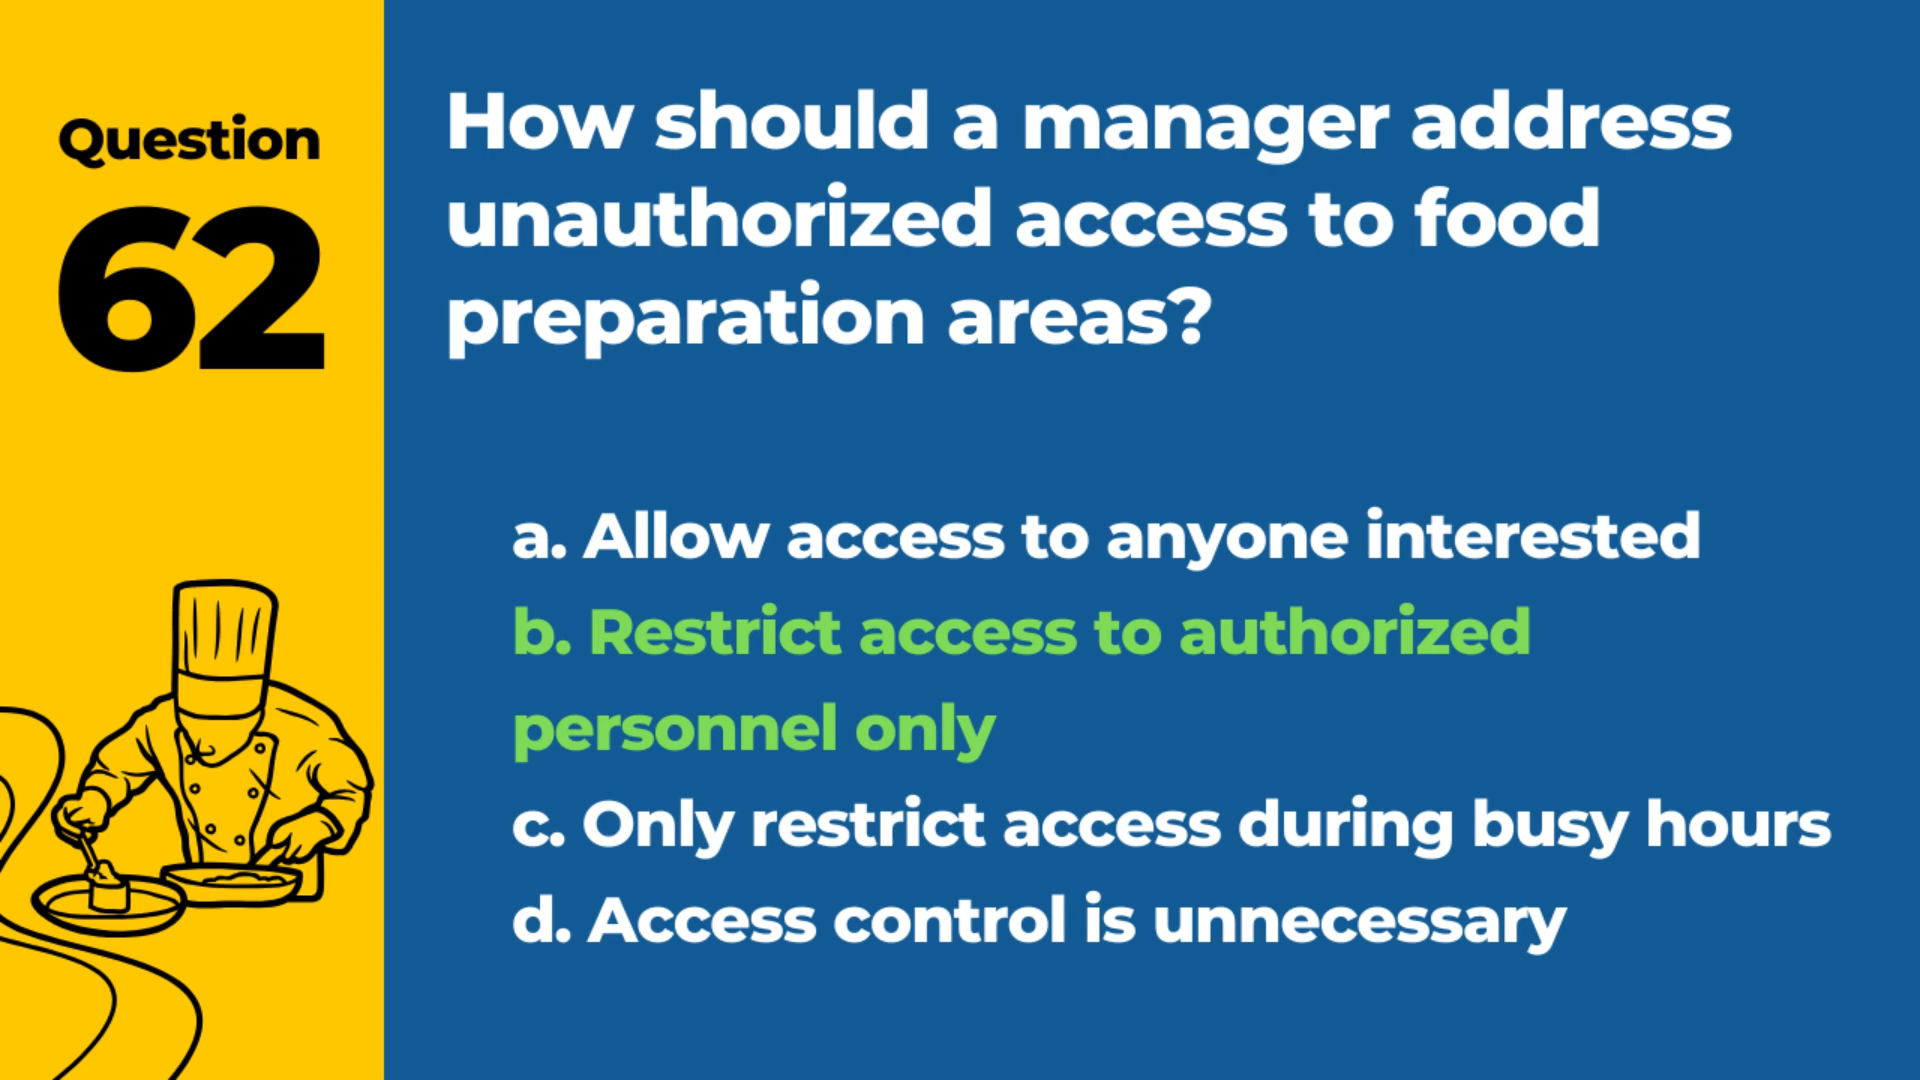 Question
62
How should a manager address
unauthorized access to food
preparation areas?
a. Allow access to anyone interested
b. Restrict access to authorized
personnel only
c. Only restrict access during busy hours
d. Access control is unnecessary